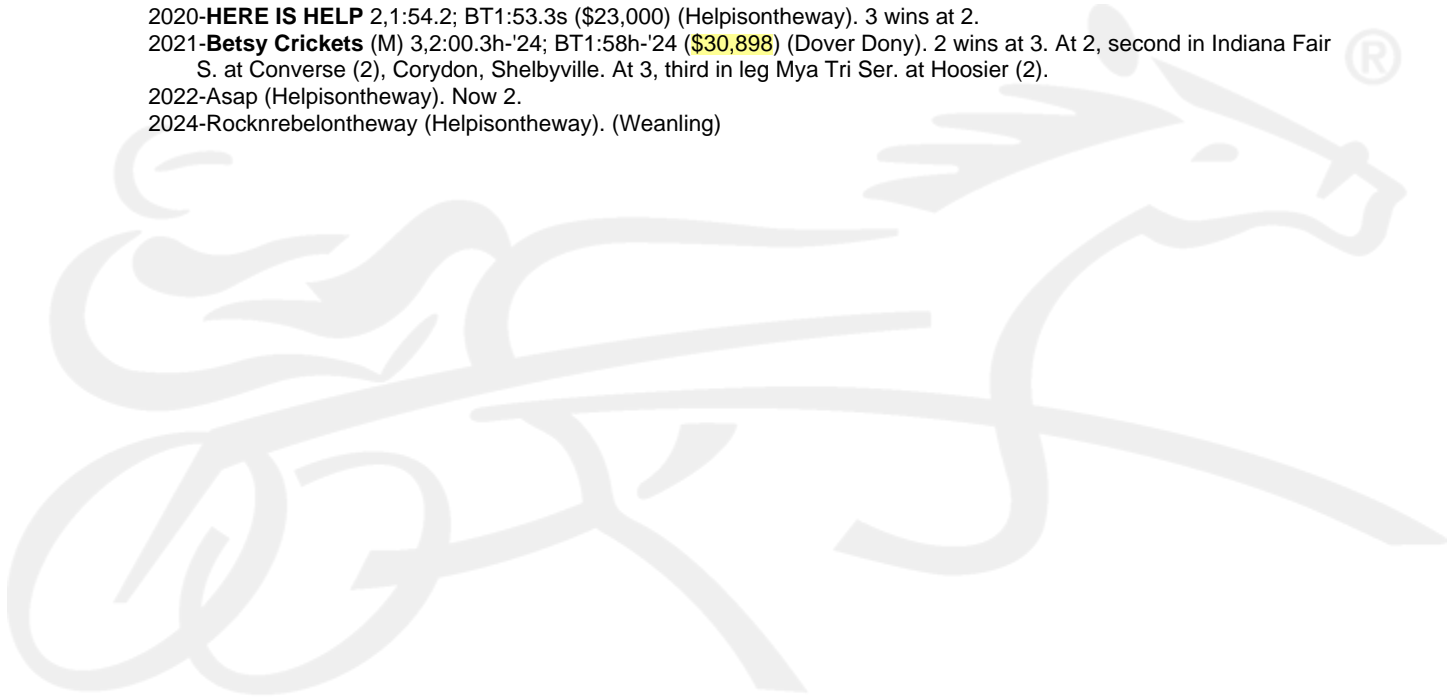 2020-HERE IS HELP 2,1:54.2; BT1:53.3s ($23,000) (Helpisontheway). 3 wins at 2.
2021-Betsy Crickets (M) 3,2:00.3h-'24; BT1:58h-'24 ($30,898) (Dover Dony). 2 wins at 3. At 2, second in Indiana Fair
S. at Converse (2), Corydon, Shelbyville. At 3, third in leg Mya Tri Ser. at Hoosier (2).
2022-Asap (Helpisontheway). Now 2.
2024-Rocknrebelontheway (Helpisontheway). (Weanling)
®